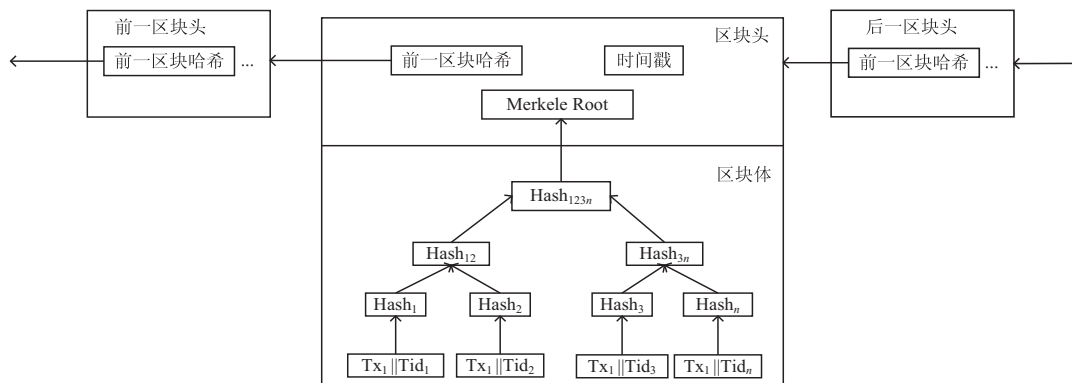 前一区块头
前一区块哈希 ...
区块头
前一区块哈希
时间戳
后一区块头
前一区块哈希 ...
Merkele Root
区块体
Hash₁₂₃ₙ
Hash₁₂
Hash₃ₙ
Hash₁
Hash₂
Hash₃
Hashₙ
Tx₁||Tid₁
Tx₁||Tid₂
Tx₁||Tid₃
Tx₁||Tidₙ